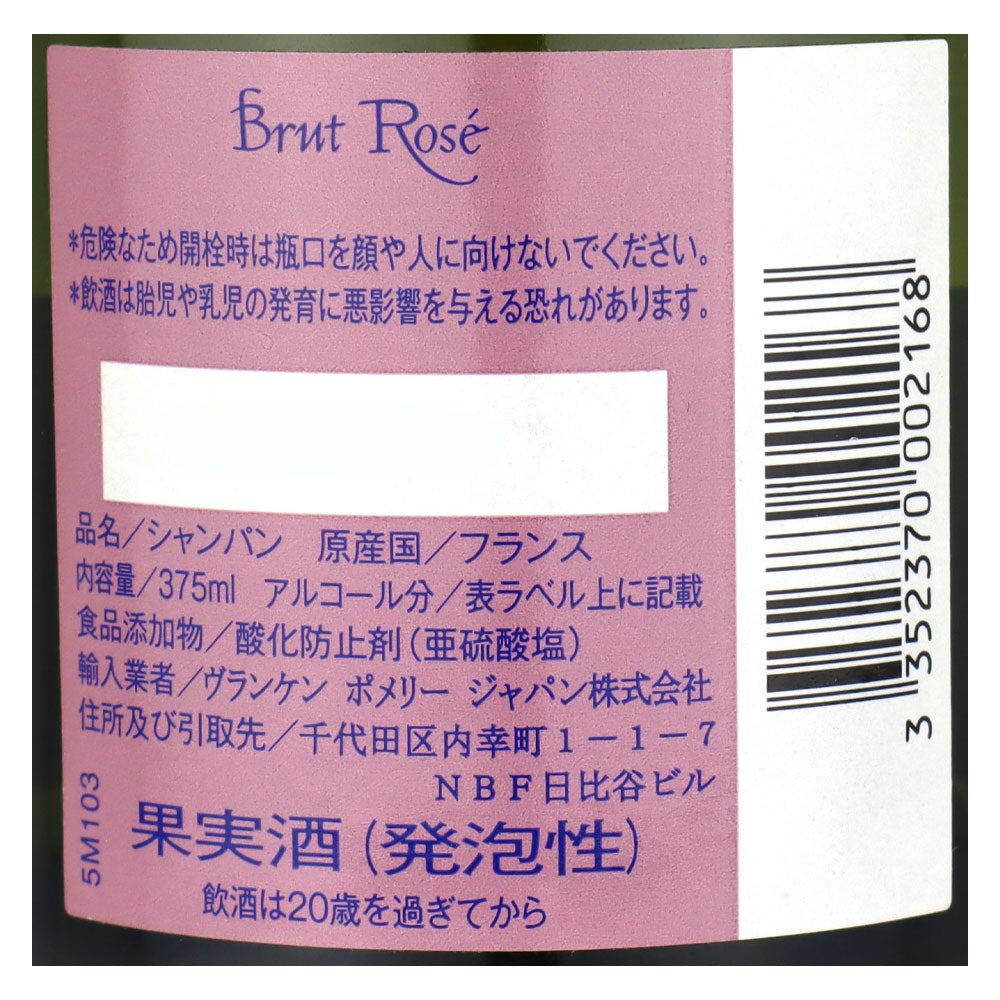 Brut Rosé
*危険なため開栓時は瓶口を顔や人に向けないでください。
*飲酒は胎児や乳児の発育に悪影響を与える恐れがあります。
品名/シャンパン 原産国/フランス
内容量/375ml アルコール分/表ラベル上に記載
食品添加物/酸化防止剤(亜硫酸塩)
輸入業者/ヴランケン ポメリー ジャパン株式会社
住所及び引取先/千代田区内幸町1-1-7
NBF日比谷ビル
果実酒(発泡性)
飲酒は20歳を過ぎてから
5M103
3 352370 002168